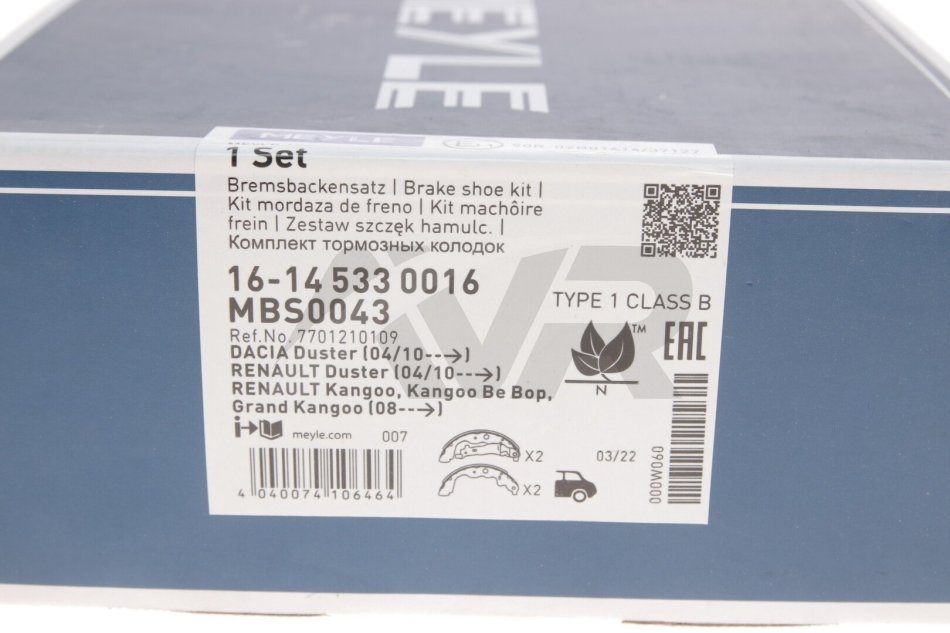 MEYLE
MEYLE
1 Set
Bremsbackensatz | Brake shoe kit |
Kit mordaza de freno | Kit machôire
frein | Zestaw szczęk hamulc. |
Комплект тормозных колодок
16-14 533 0016
MBS0043
Ref.No. 7701210109
DACIA Duster (04/10--->)
RENAULT Duster (04/10--->)
RENAULT Kangoo, Kangoo Be Bop,
Grand Kangoo (08--->)
TYPE 1 CLASS B
TM
N
EAC
meyle.com 007
X2
X2
03/22
000W060
4 040074 106464